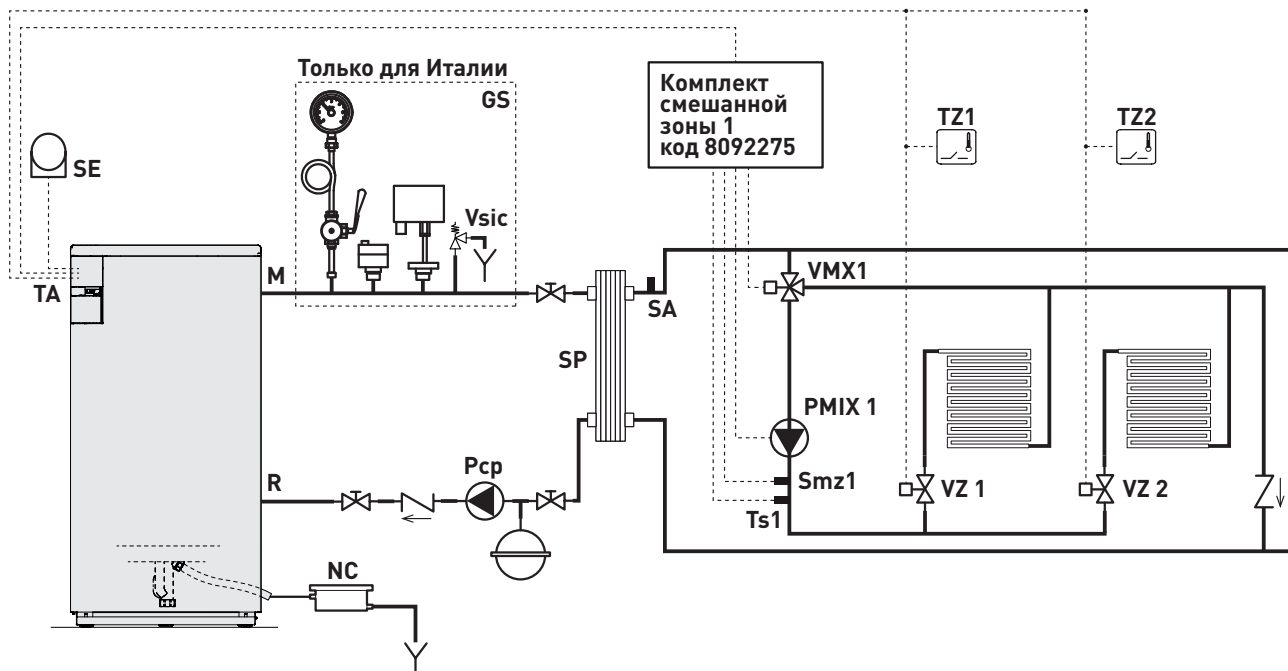 Только для Италии
GS
Комплект
смешанной
зоны 1
код 8092275
TZ1
TZ2
SE
Vsic
M
TA
SA
VMX1
SP
PMIX 1
Pcp
R
Smz1
VZ 1
VZ 2
Ts1
NC